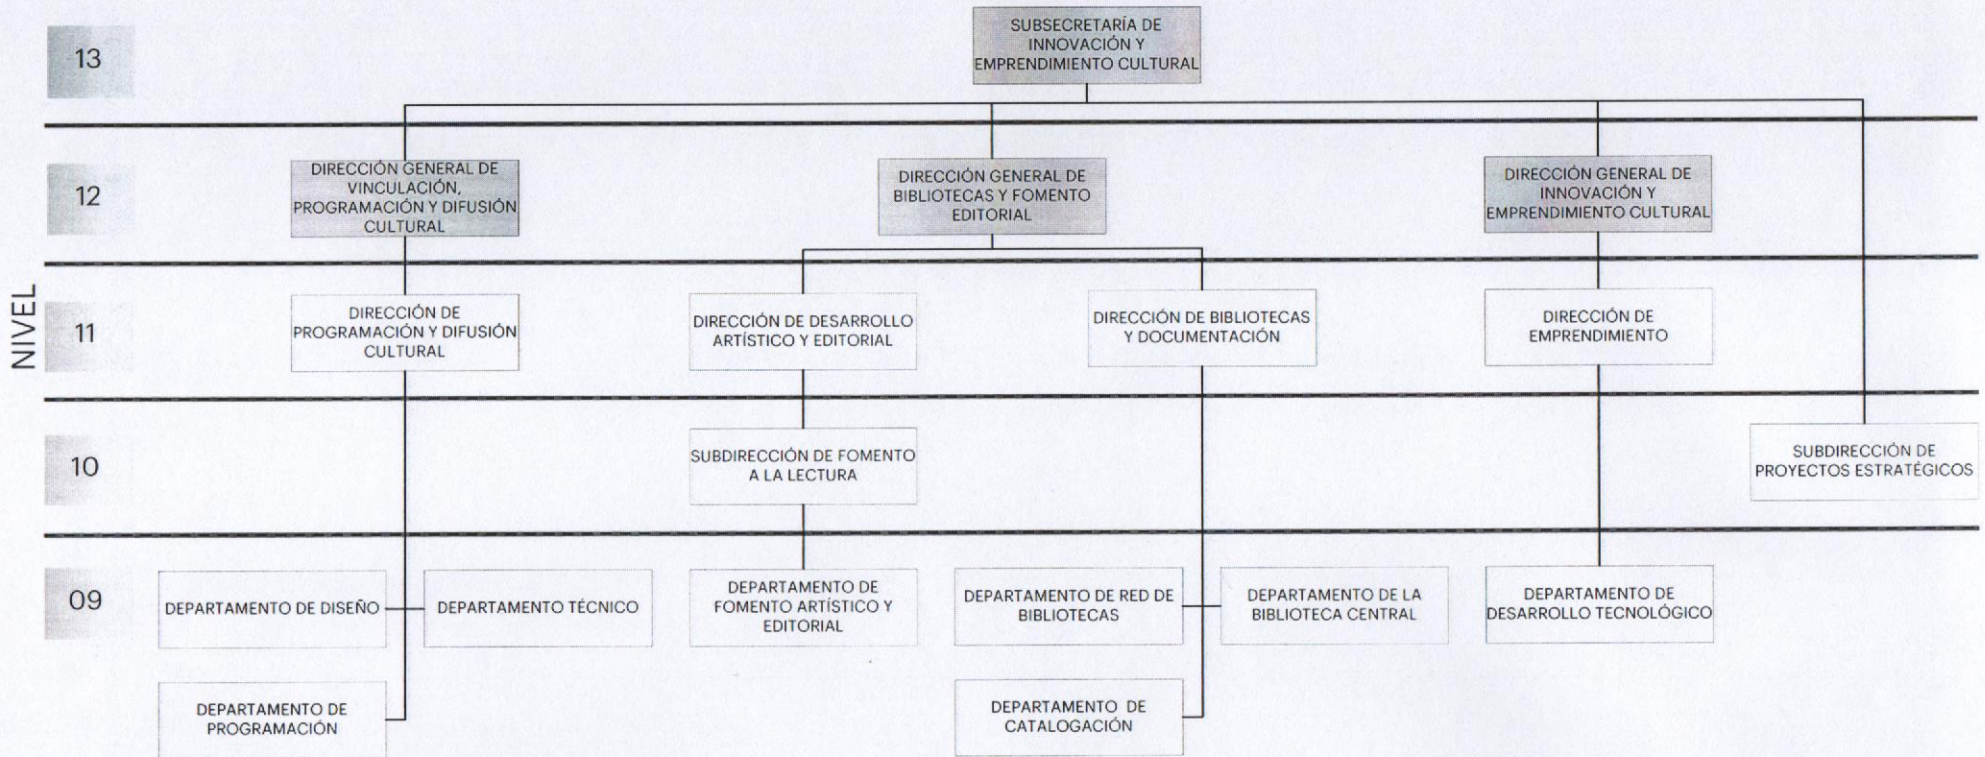 NIVEL
13
SUBSECRETARÍA DE
INNOVACIÓN Y
EMPRENDIMIENTO CULTURAL
12
DIRECCIÓN GENERAL DE
VINCULACIÓN,
PROGRAMACIÓN Y DIFUSIÓN
CULTURAL
DIRECCIÓN GENERAL DE
BIBLIOTECAS Y FOMENTO
EDITORIAL
DIRECCIÓN GENERAL DE
INNOVACIÓN Y
EMPRENDIMIENTO CULTURAL
11
DIRECCIÓN DE
PROGRAMACIÓN Y DIFUSIÓN
CULTURAL
DIRECCIÓN DE DESARROLLO
ARTÍSTICO Y EDITORIAL
DIRECCIÓN DE BIBLIOTECAS
Y DOCUMENTACIÓN
DIRECCIÓN DE
EMPRENDIMIENTO
10
SUBDIRECCIÓN DE FOMENTO
A LA LECTURA
SUBDIRECCIÓN DE
PROYECTOS ESTRATÉGICOS
09
DEPARTAMENTO DE DISEÑO
DEPARTAMENTO TÉCNICO
DEPARTAMENTO DE
FOMENTO ARTÍSTICO Y
EDITORIAL
DEPARTAMENTO DE RED DE
BIBLIOTECAS
DEPARTAMENTO DE LA
BIBLIOTECA CENTRAL
DEPARTAMENTO DE
DESARROLLO TECNOLÓGICO
DEPARTAMENTO DE
PROGRAMACIÓN
DEPARTAMENTO DE
CATALOGACIÓN